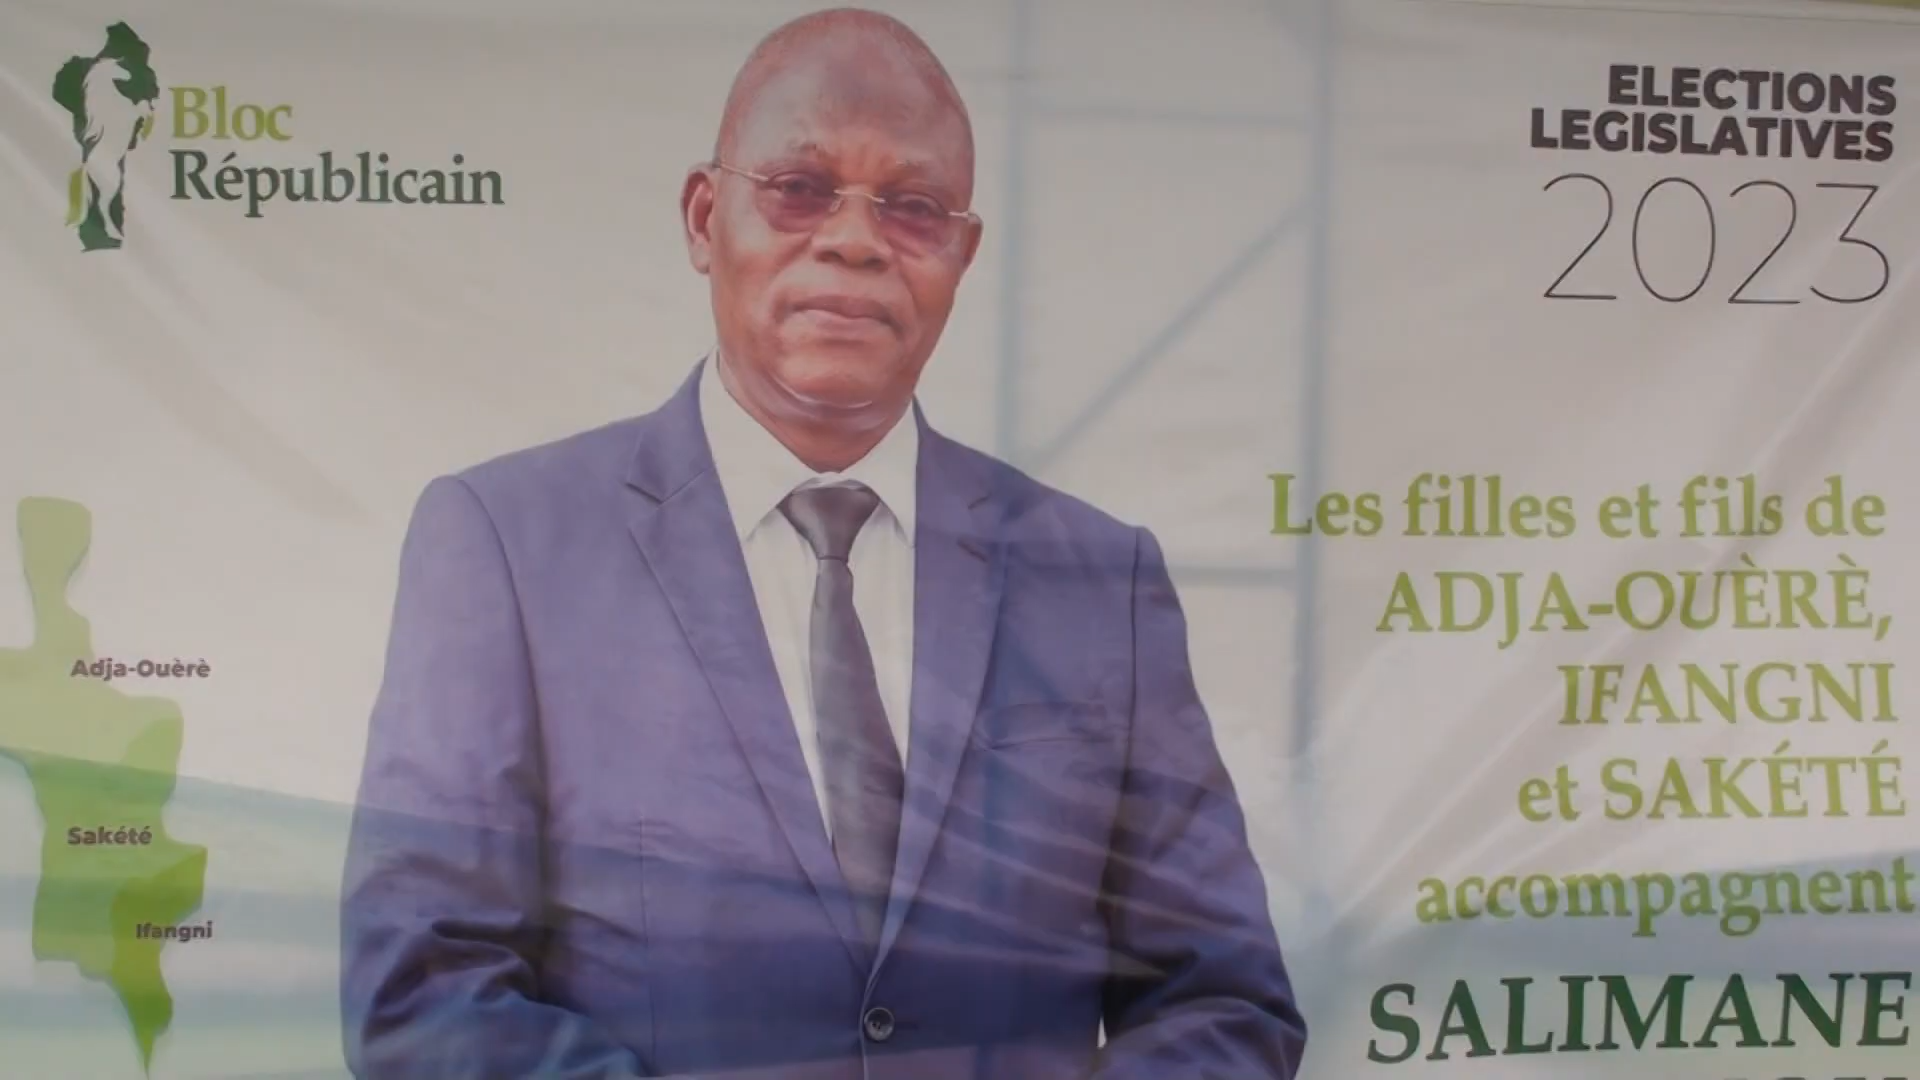 Bloc
Républicain
ELECTIONS
LEGISLATIVES
2023
Les filles et fils de
ADJA-OUÈRÈ,
IFANGNI
et SAKÉTÉ
accompagnent
SALIMANE
Adja-Ouèrè
Sakété
Ifangni